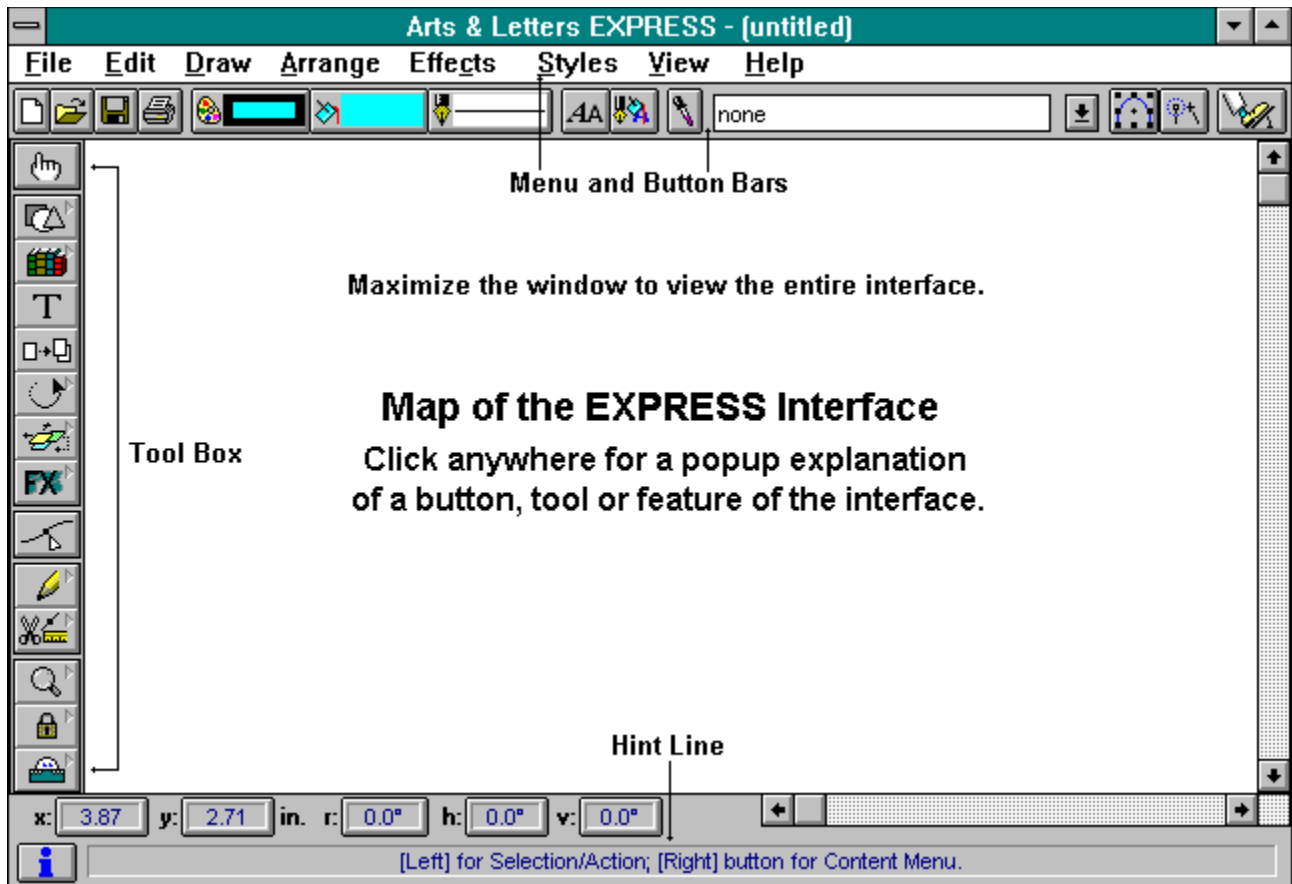 Arts & Letters EXPRESS - (untitled)
File Edit Draw Arrange Effects Styles View Help
AA A none
Menu and Button Bars
Maximize the window to view the entire interface.
T
Map of the EXPRESS Interface
Tool Box
Click anywhere for a popup explanation
of a button, tool or feature of the interface.
FX
Hint Line
x: 3.87 y: 2.71 in. r: 0.0° h: 0.0° v: 0.0°
i [Left] for Selection/Action; [Right] button for Content Menu.